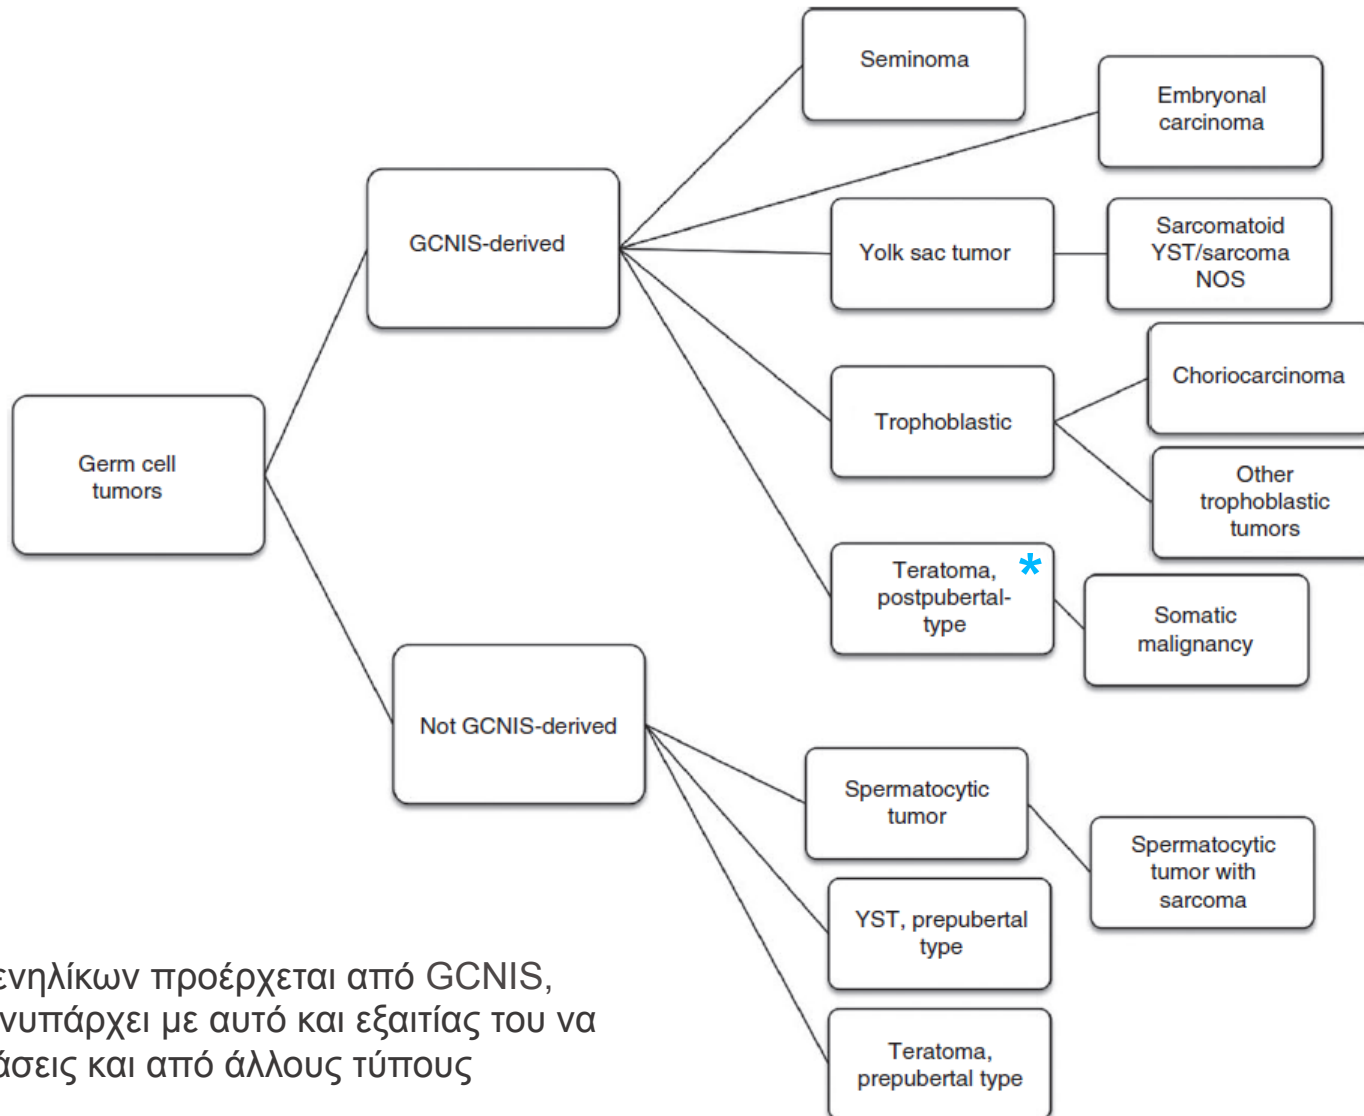 Seminoma
Embryonal
carcinoma
GCNIS-derived
Yolk sac tumor
Sarcomatoid
YST/sarcoma
NOS
Choriocarcinoma
Trophoblastic
Germ cell
tumors
Other
trophoblastic
tumors
Teratoma, *
postpubertal-
type
Somatic
malignancy
Not GCNIS-derived
Spermatocytic
tumor
Spermatocytic
tumor with
sarcoma
YST, prepubertal
type
Teratoma,
prepubertal type
ενηλίκων προέρχεται από GCNIS,
νυπάρχει με αυτό και εξαιτίας του να
άσεις και από άλλους τύπους